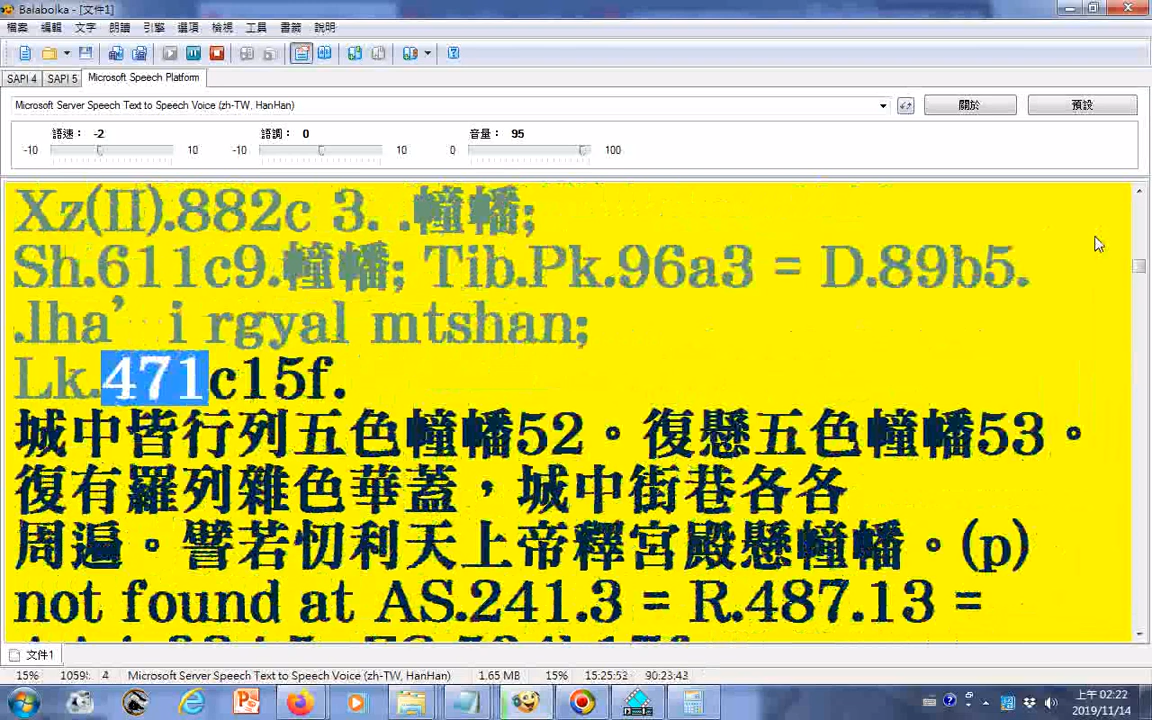 Balabolka - [文件1]
檔案 編輯 文字 朗讀 引擎 選項 檢視 工具 書籤 說明
SAPI 4 SAPI 5 Microsoft Speech Platform
Microsoft Server Speech Text to Speech Voice (zh-TW, HanHan) 關於 預設
語速： -2 語調： 0 音量： 95
-10 10 -10 10 0 100
Xz(II).882c 3. .幢幡;
Sh.611c9.幢幡; Tib.Pk.96a3 = D.89b5.
.lha’ i rgyal mtshan;
Lk.471c15f.
城中皆行列五色幢幡52。復懸五色幢幡53。
復有羅列雜色華蓋，城中街巷各各
周遍。譬若忉利天上帝釋宮殿懸幢幡。(p)
not found at AS.241.3 = R.487.13 =
文件1
15% Microsoft Server Speech Text to Speech Voice (zh-TW, HanHan) 1.65 MB 15% 15:25:52 90:23:43
上午 02:22
2019/11/14